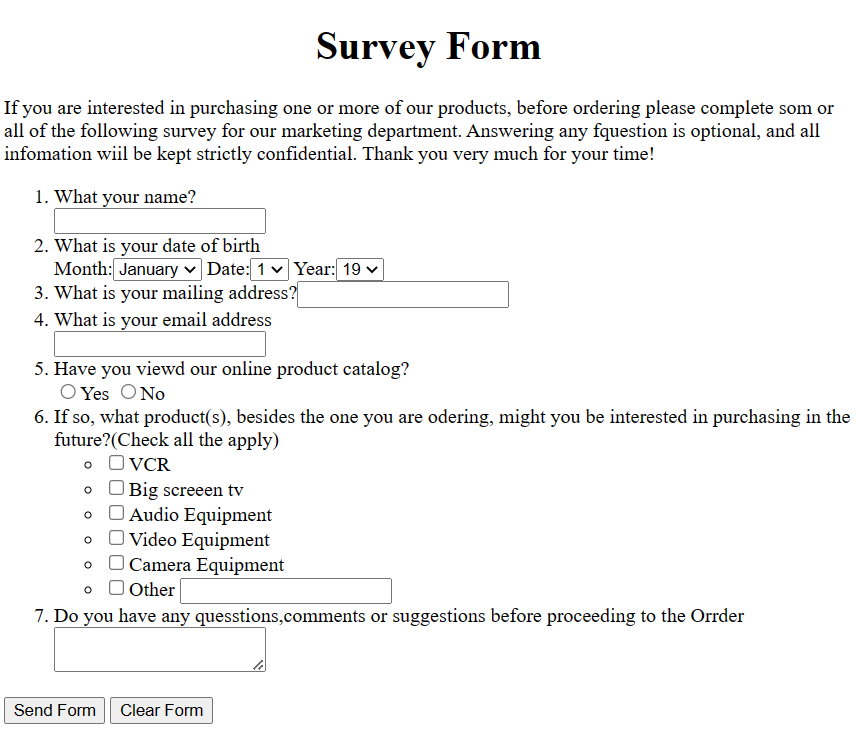 Survey Form
If you are interested in purchasing one or more of our products, before ordering please complete som or
all of the following survey for our marketing department. Answering any fquestion is optional, and all
infomation wiil be kept strictly confidential. Thank you very much for your time!
1. What your name?
2. What is your date of birth
Month: January Date: 1 Year: 19
3. What is your mailing address?
4. What is your email address
5. Have you viewd our online product catalog?
Yes No
6. If so, what product(s), besides the one you are odering, might you be interested in purchasing in the
future?(Check all the apply)
VCR
Big screeen tv
Audio Equipment
Video Equipment
Camera Equipment
Other
7. Do you have any quesstions,comments or suggestions before proceeding to the Orrder
Send Form Clear Form